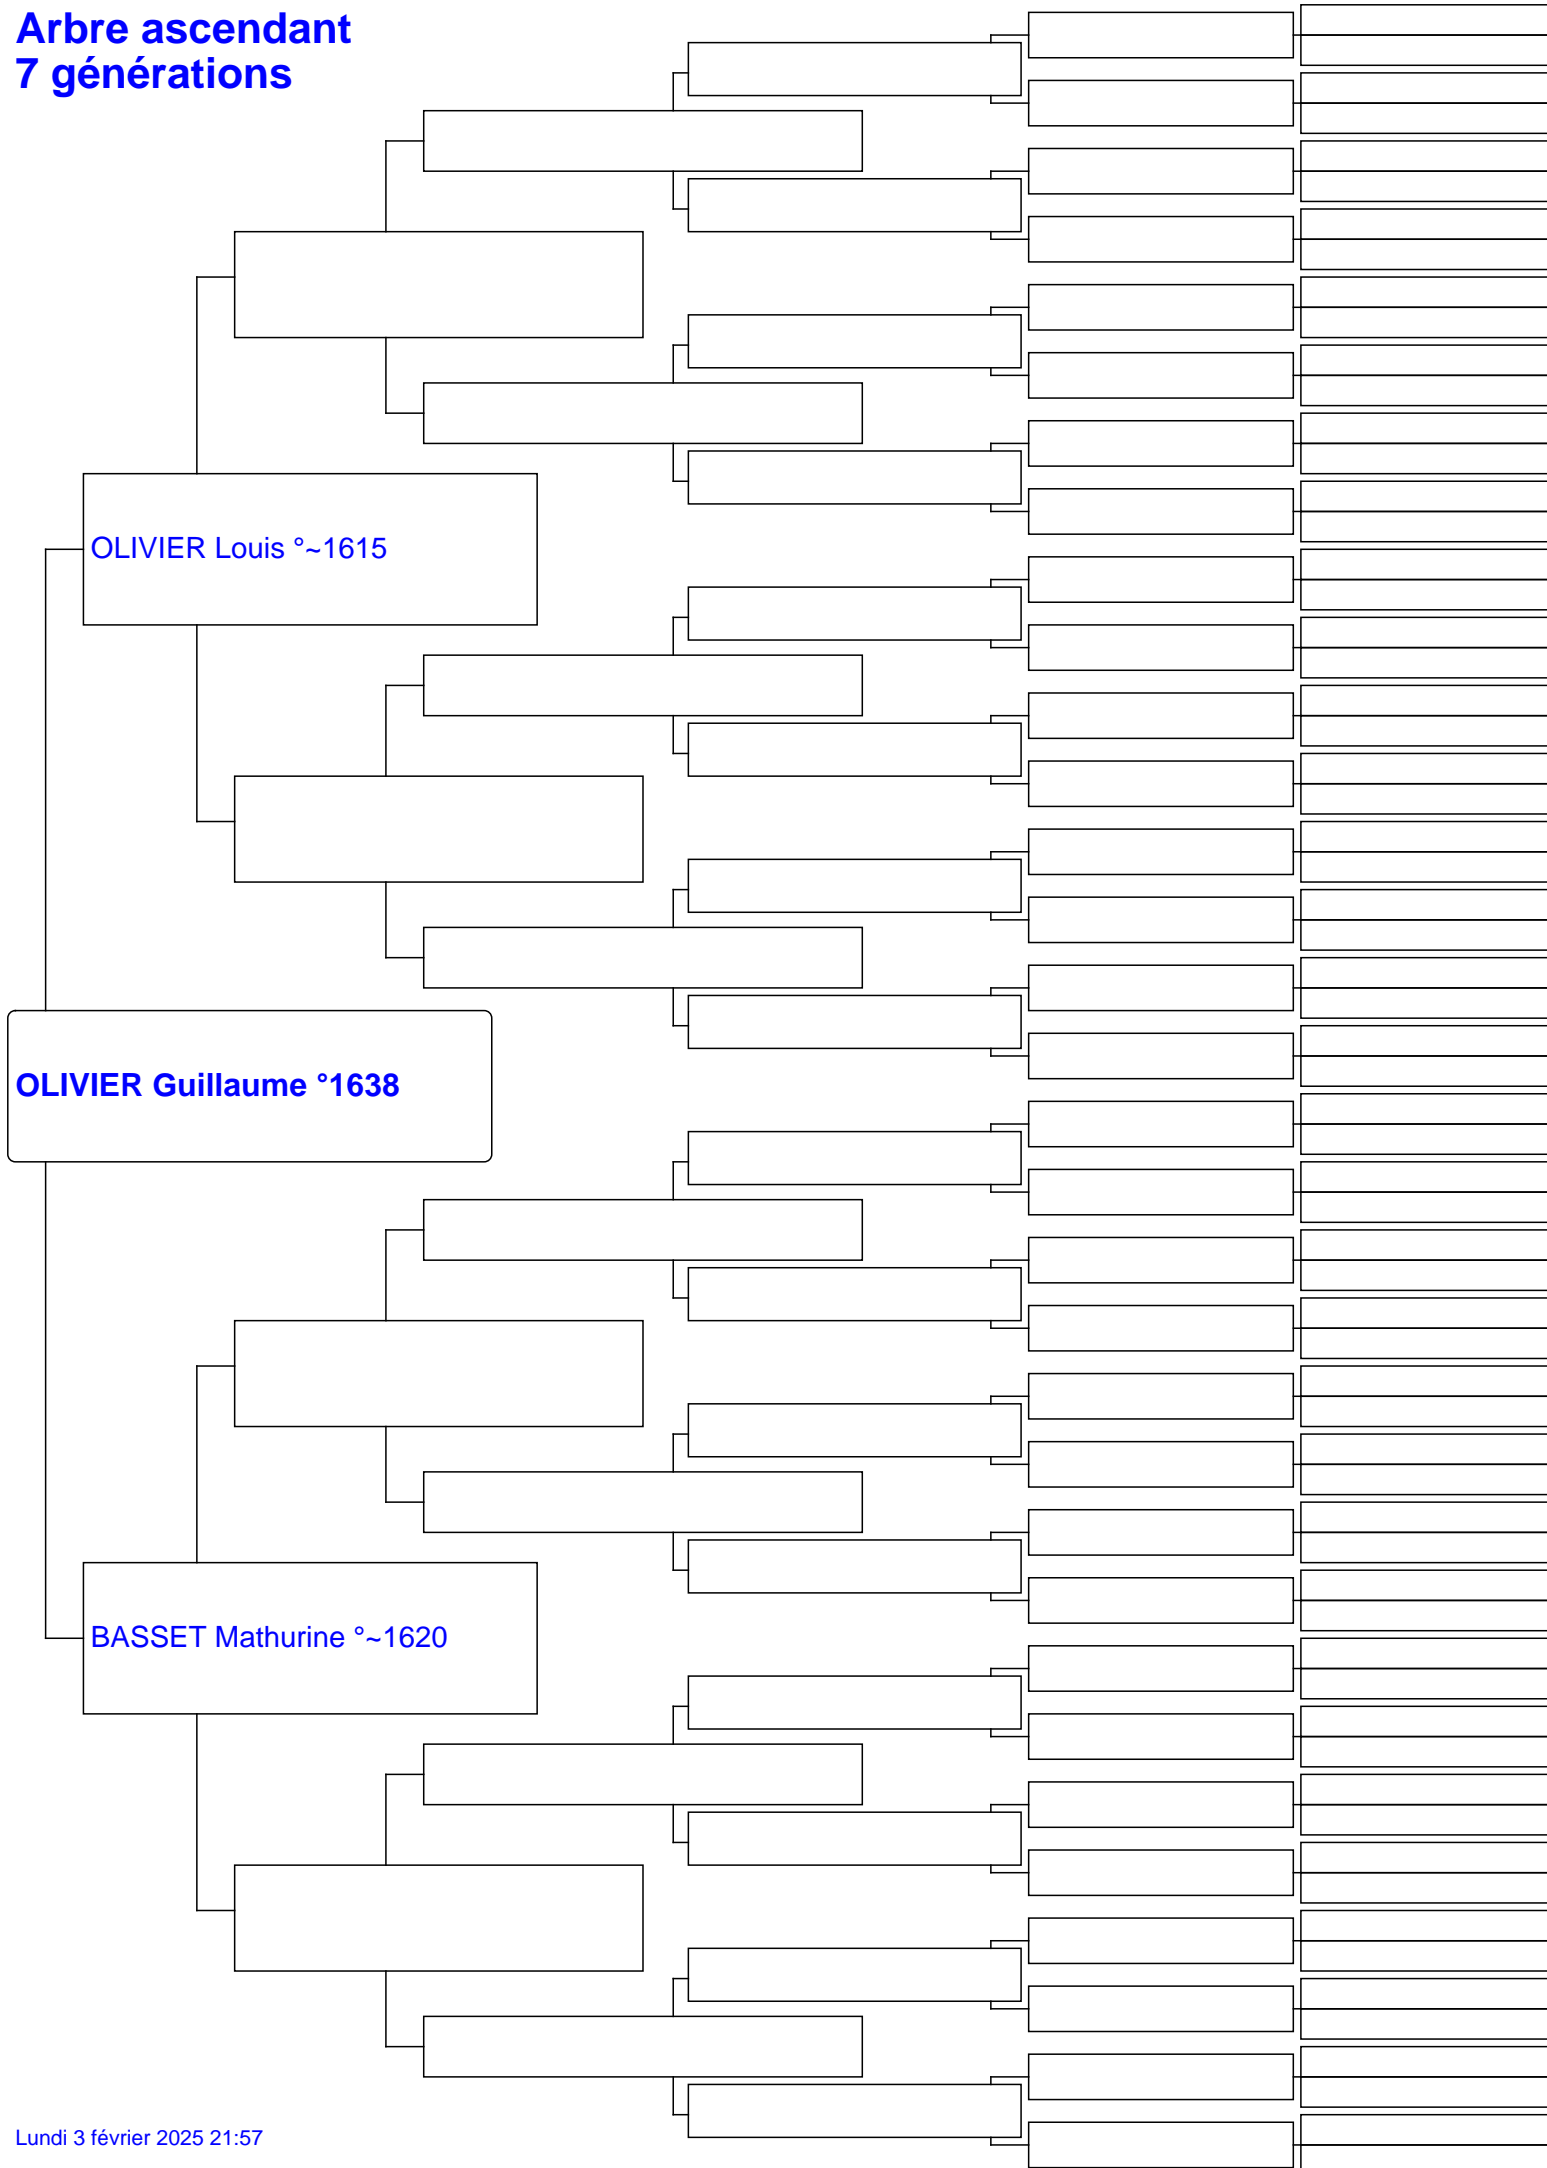 Arbre ascendant
7 générations
OLIVIER Louis °~1615
OLIVIER Guillaume °1638
BASSET Mathurine °~1620
Lundi 3 février 2025 21:57